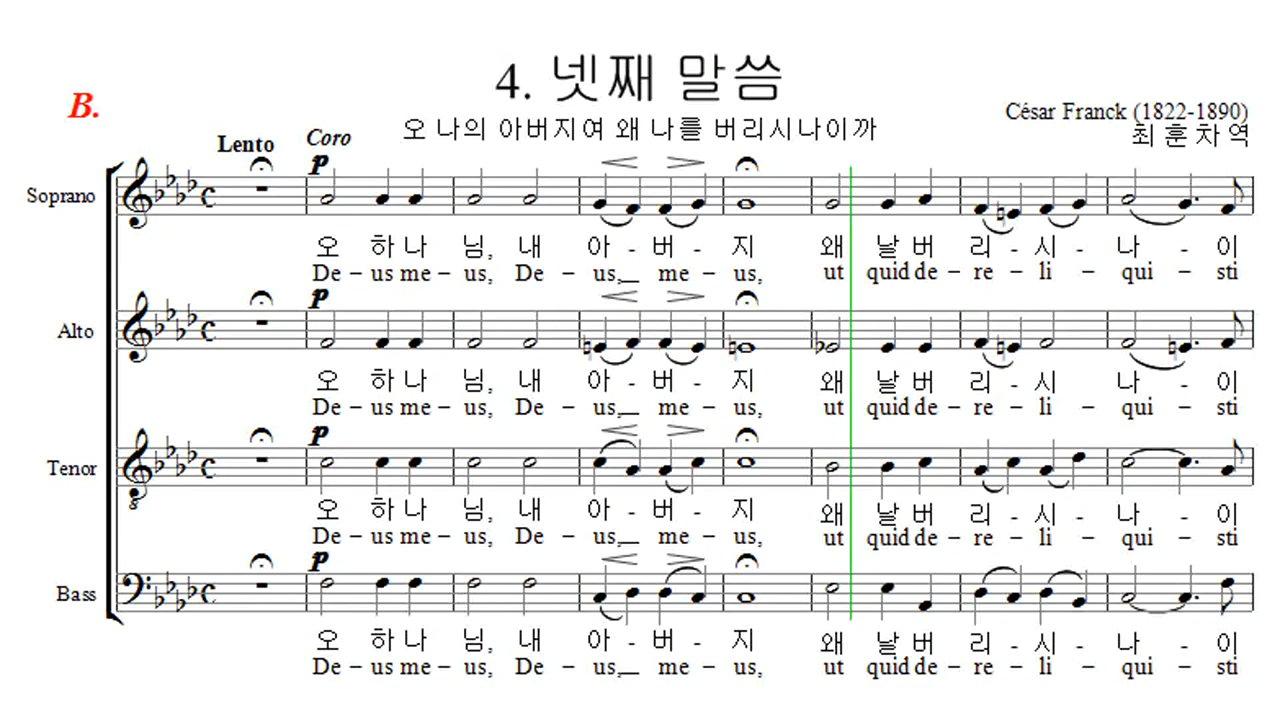 4. 넷째 말씀
B.
César Franck (1822-1890)
오 나의 아버지여 왜 나를 버리시나이까
최 훈 차 역
Lento
Coro
p
Soprano
오 하 나 님, 내 아 - 버 - 지 왜 날 버 리 - 시 - 나 - 이
De – us me – us, De – us,__ me – us, ut quid de – re – li – qui – sti
p
Alto
오 하 나 님, 내 아 - 버 - 지 왜 날 버 리 - 시 나 - 이
De – us me – us, De – us,__ me – us, ut quid de – re – li – qui – sti
p
Tenor
8
오 하 나 님, 내 아 - 버 - 지 왜 날 버 리 - 시 - 나 - 이
De – us me – us, De – us,__ me – us, ut quid de – re – li – qui – sti
p
Bass
오 하 나 님, 내 아 - 버 - 지 왜 날 버 리 - 시 - 나 - 이
De – us me – us, De – us,__ me – us, ut quid de – re – li – qui – sti